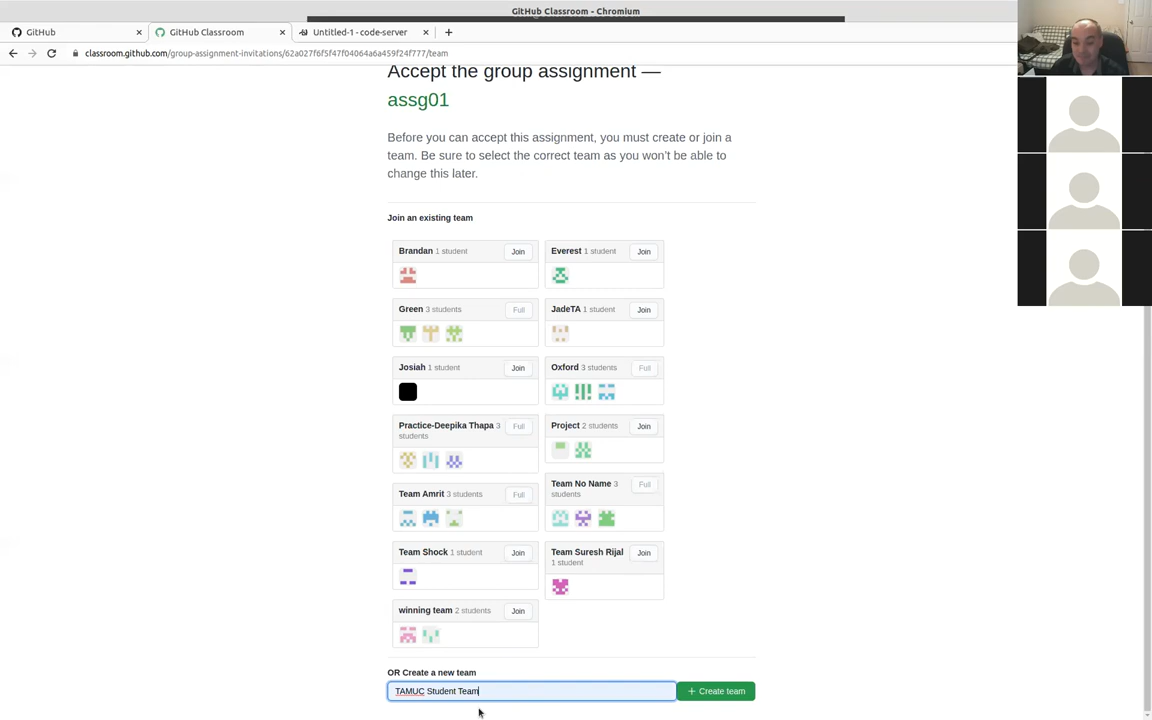 GitHub Classroom - Chromium
GitHub
GitHub Classroom
Untitled-1 - code-server
classroom.github.com/group-assignment-invitations/62a027f6f5f47f04064a6a459f24f777/team
Accept the group assignment —
assg01
Before you can accept this assignment, you must create or join a
team. Be sure to select the correct team as you won't be able to
change this later.
Join an existing team
Brandan 1 student Join
Everest 1 student Join
Green 3 students Full
JadeTA 1 student Join
Josiah 1 student Join
Oxford 3 students Full
Practice-Deepika Thapa 3 Full
students
Project 2 students Join
Team Amrit 3 students Full
Team No Name 3 Full
students
Team Shock 1 student Join
Team Suresh Rijal Join
1 student
winning team 2 students Join
OR Create a new team
TAMUC Student Team
Create team